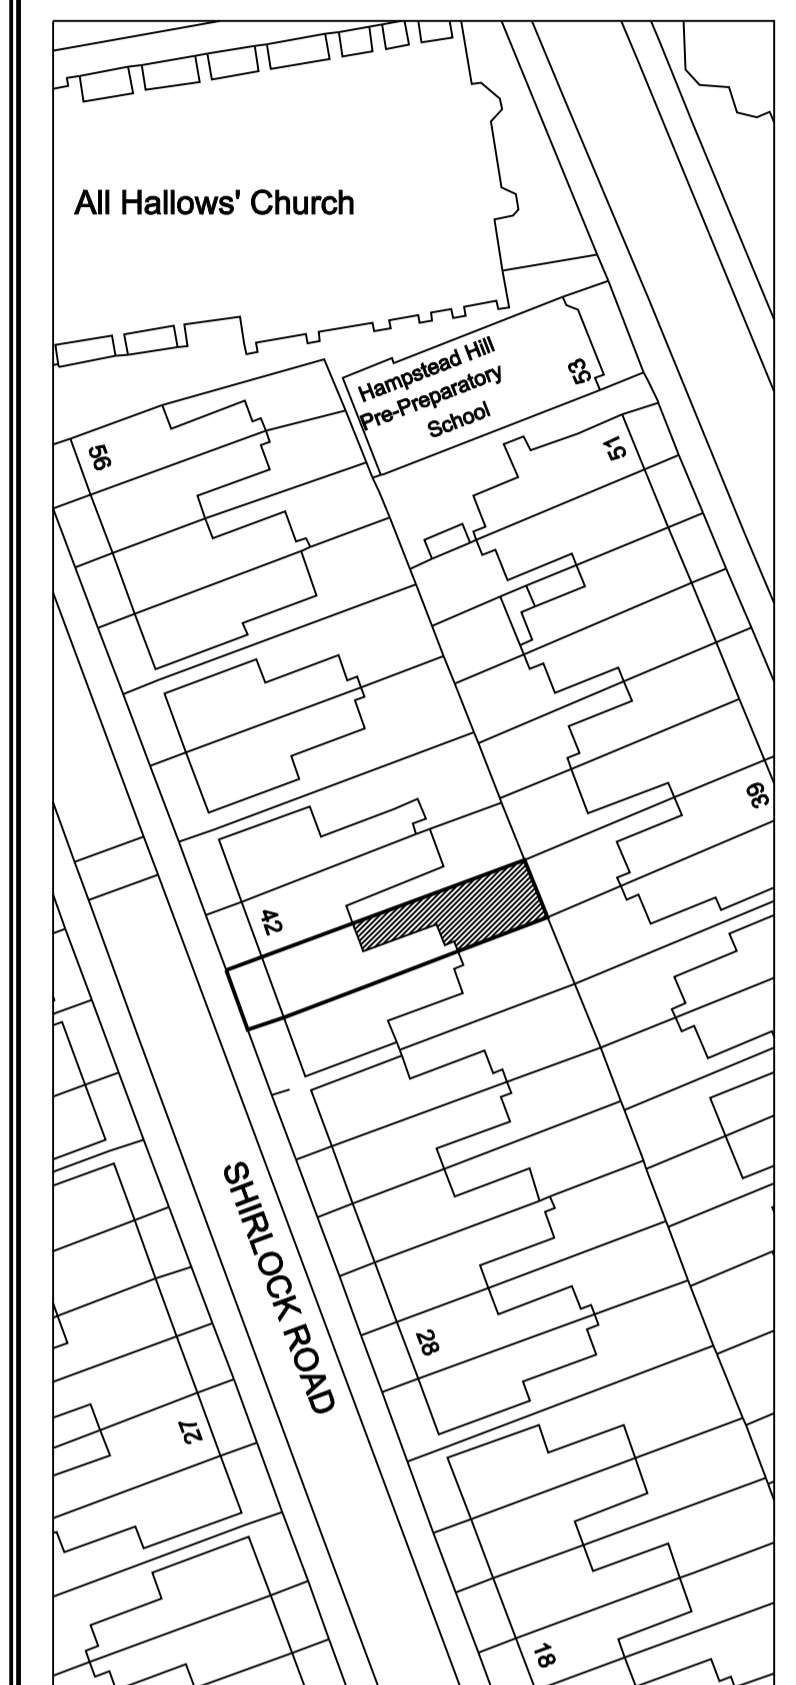 All Hallows' Church
Hampstead Hill
Pre-Preparatory
School
53
51
56
39
42
SHIRLOCK ROAD
28
27
18